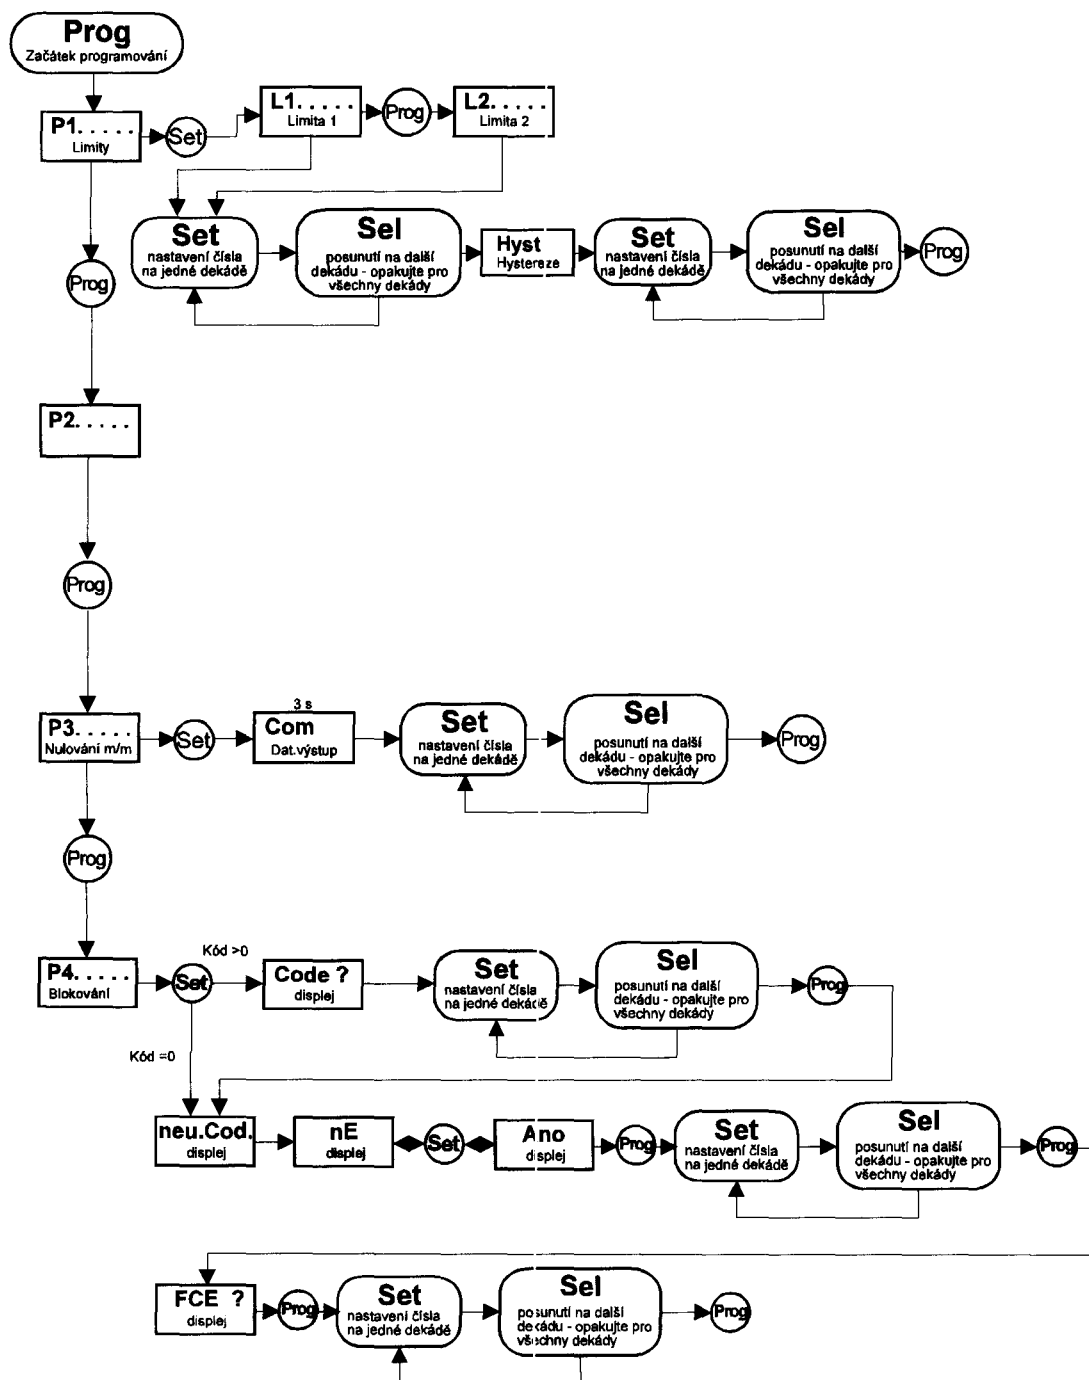 Prog
Začátek programování
P1. . . . .
Limity
Set
L1. . . . .
Limita 1
Prog
L2. . . . .
Limita 2
Set
nastavení čísla
na jedné dekádě
Sel
posunutí na další
dekádu - opakujte pro
všechny dekády
Hyst
Hystereze
Set
nastavení čísla
na jedné dekádě
Sel
posunutí na další
dekádu - opakujte pro
všechny dekády
Prog
Prog
P2. . . . .
Prog
P3. . . . .
Nulování m/m
Set
3 s
Com
Dat.výstup
Set
nastavení čísla
na jedné dekádě
Sel
posunutí na další
dekádu - opakujte pro
všechny dekády
Prog
Prog
P4. . . . .
Blokování
Set
Kód >0
Code ?
displej
Set
nastavení čísla
na jedné dekádě
Sel
posunutí na další
dekádu - opakujte pro
všechny dekády
Prog
Kód =0
neu.Cod.
displej
nE
displej
Set
Ano
displej
Prog
Set
nastavení čísla
na jedné dekádě
Sel
posunutí na další
dekádu - opakujte pro
všechny dekády
Prog
FCE ?
displej
Prog
Set
nastavení čísla
na jedné dekádě
Sel
posunutí na další
dekádu - opakujte pro
všechny dekády
Prog